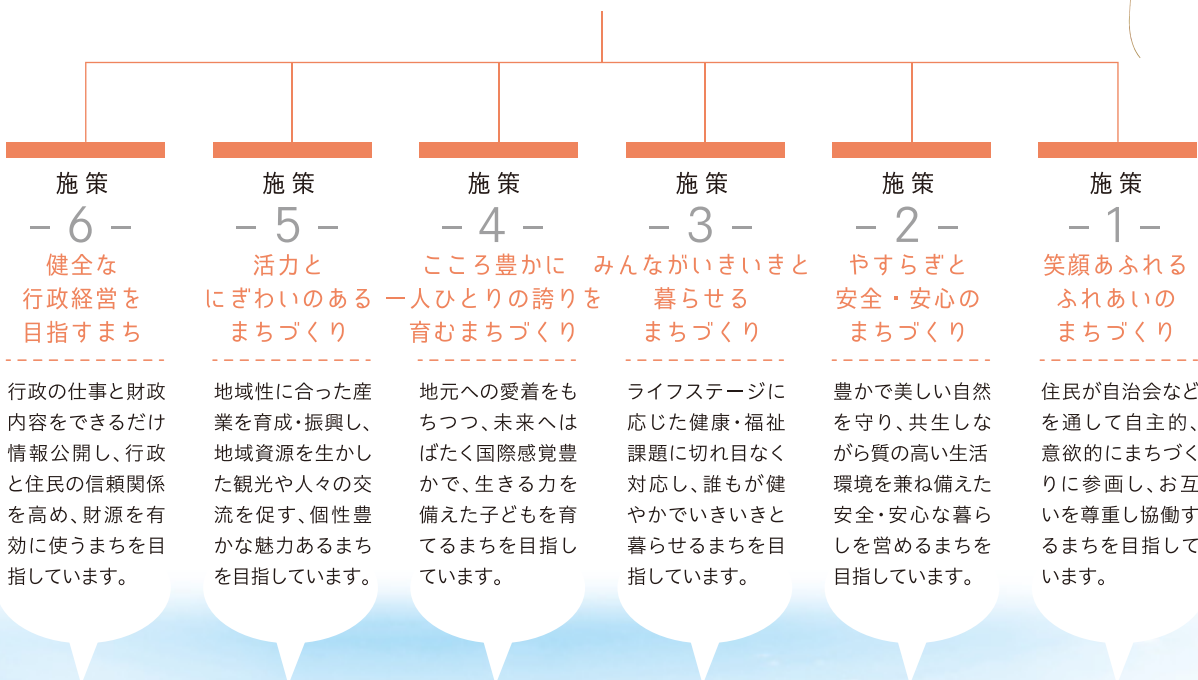 施策
-6-
健全な
行政経営を
目指すまち
行政の仕事と財政
内容をできるだけ
情報公開し、行政
と住民の信頼関係
を高め、財源を有
効に使うまちを目
指しています。
施策
-5-
活力と
にぎわいのある
まちづくり
地域性に合った産
業を育成・振興し、
地域資源を生かし
た観光や人々の交
流を促す、個性豊
かな魅力あるまち
を目指しています。
施策
-4-
こころ豊かに
一人ひとりの誇りを
育むまちづくり
地元への愛着をも
ちつつ、未来へは
ばたく国際感覚豊
かで、生きる力を
備えた子どもを育
てるまちを目指し
ています。
施策
-3-
みんながいきいきと
暮らせる
まちづくり
ライフステージに
応じた健康・福祉
課題に切れ目なく
対応し、誰もが健
やかでいきいきと
暮らせるまちを目
指しています。
施策
-2-
やすらぎと
安全・安心の
まちづくり
豊かで美しい自然
を守り、共生しな
がら質の高い生活
環境を兼ね備えた
安全・安心な暮ら
しを営めるまちを
目指しています。
施策
-1-
笑顔あふれる
ふれあいの
まちづくり
住民が自治会など
を通して自主的、
意欲的にまちづく
りに参画し、お互
いを尊重し協働す
るまちを目指して
います。